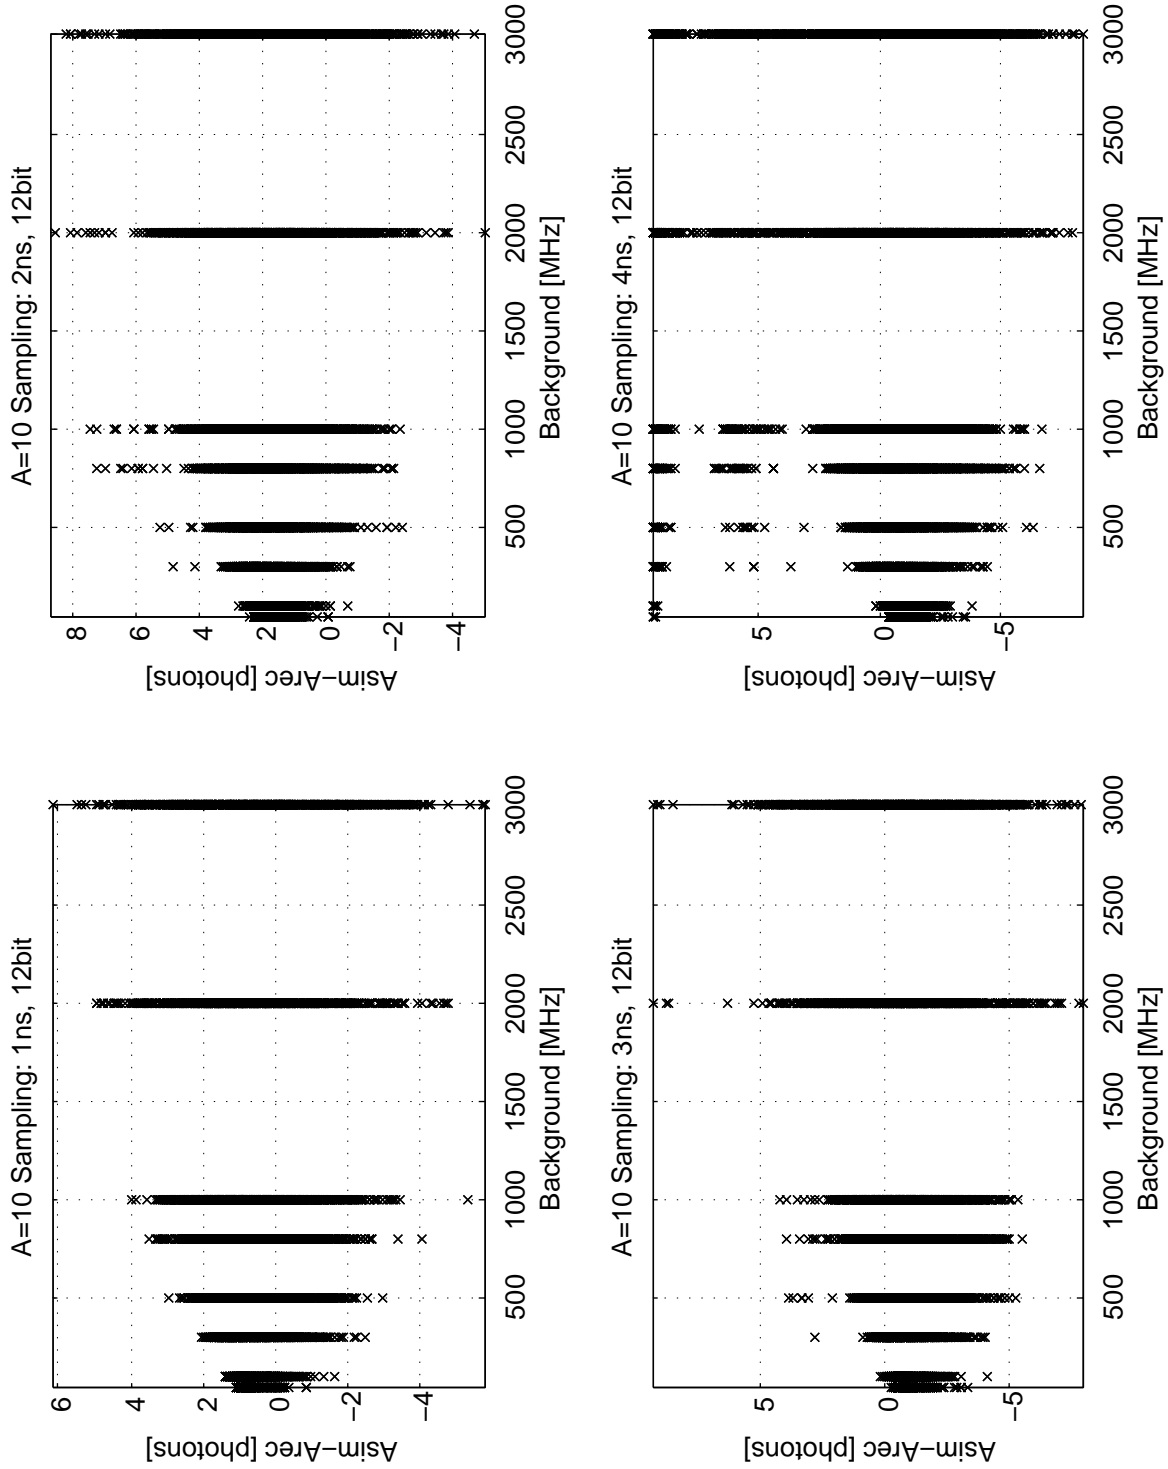 A=10 Sampling: 1ns, 12bit
6
4
2
0
−2
−4
Asim−Arec [photons]
500 1000 1500 2000 2500 3000
Background [MHz]
A=10 Sampling: 2ns, 12bit
8
6
4
2
0
−2
−4
Asim−Arec [photons]
500 1000 1500 2000 2500 3000
Background [MHz]
A=10 Sampling: 3ns, 12bit
5
0
−5
Asim−Arec [photons]
500 1000 1500 2000 2500 3000
Background [MHz]
A=10 Sampling: 4ns, 12bit
5
0
−5
Asim−Arec [photons]
500 1000 1500 2000 2500 3000
Background [MHz]